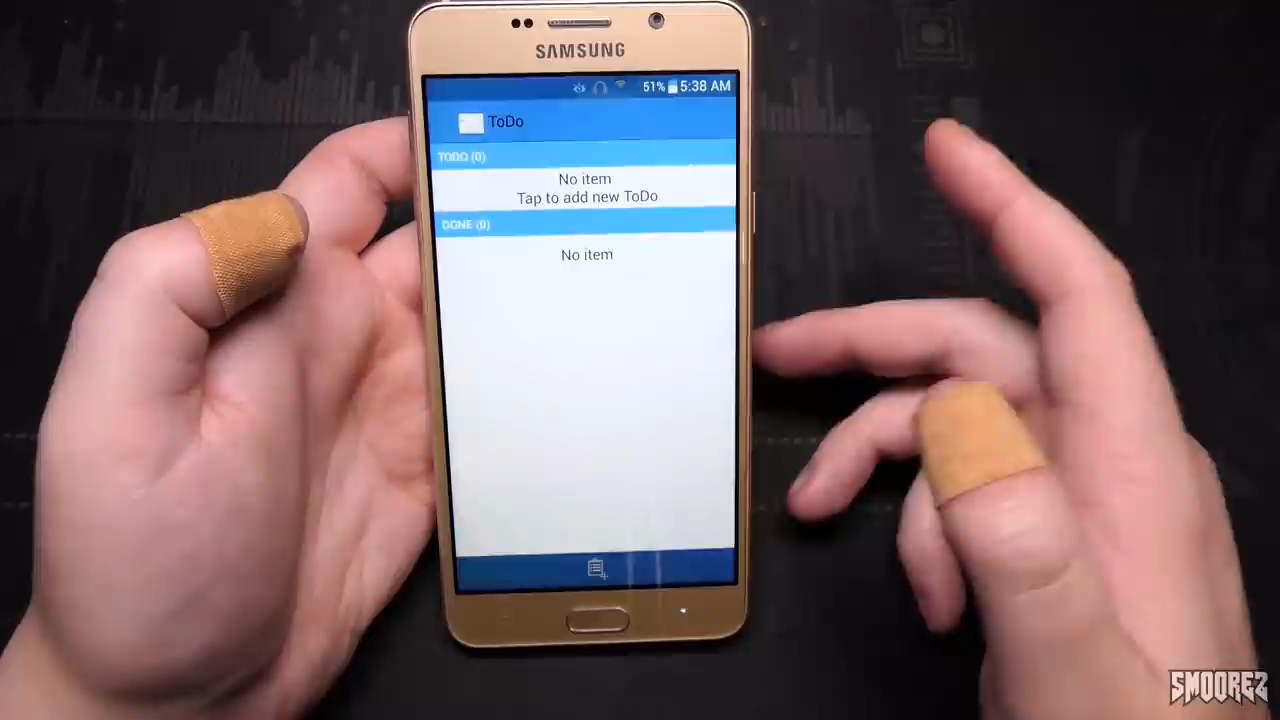 SAMSUNG
51% 5:38 AM
ToDo
TODO (0)
No item
Tap to add new ToDo
DONE (0)
No item
SMOOREZ